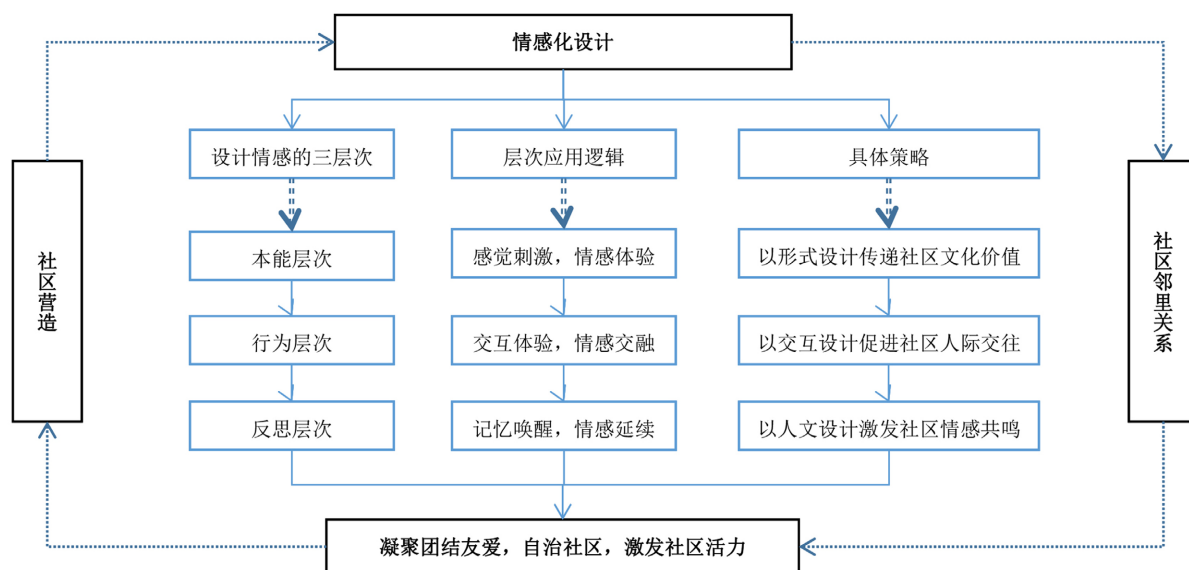 情感化设计
设计情感的三层次
层次应用逻辑
具体策略
本能层次
感觉刺激，情感体验
以形式设计传递社区文化价值
行为层次
交互体验，情感交融
以交互设计促进社区人际交往
反思层次
记忆唤醒，情感延续
以人文设计激发社区情感共鸣
社区营造
社区邻里关系
凝聚团结友爱，自治社区，激发社区活力